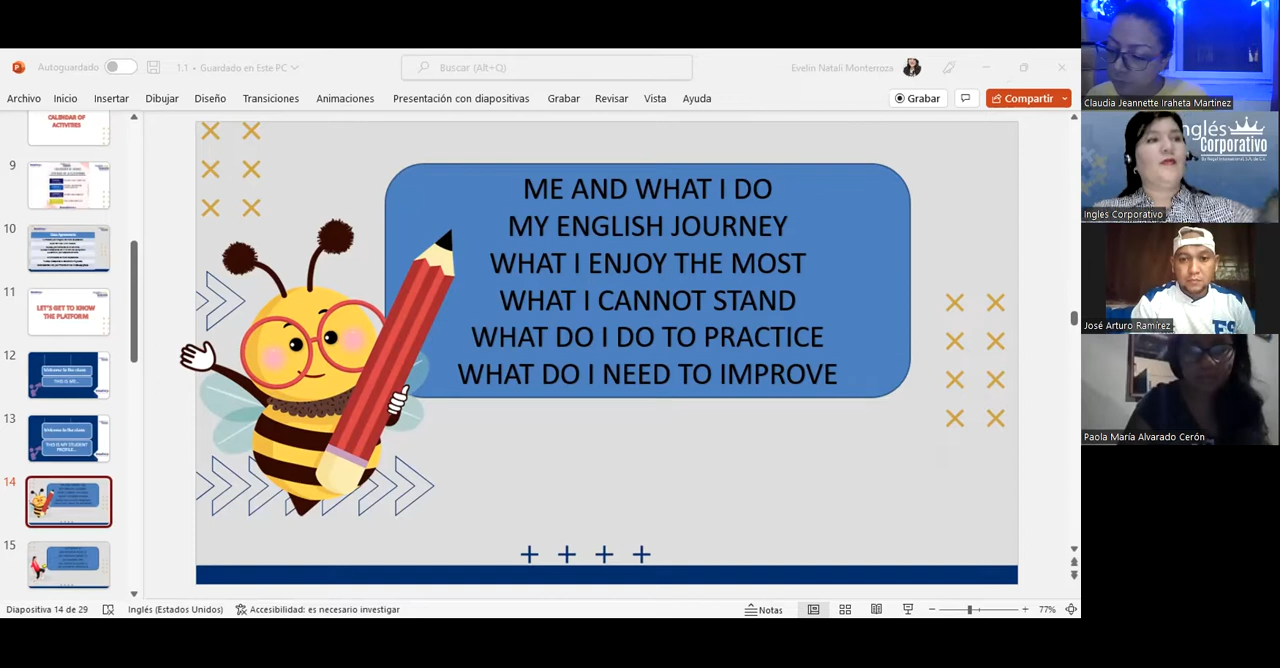 Autoguardado
1.1 • Guardado en Este PC
Buscar (Alt+Q)
Evelin Natali Monterroza
Archivo Inicio Insertar Dibujar Diseño Transiciones Animaciones Presentación con diapositivas Grabar Revisar Vista Ayuda
Grabar
Compartir
CALENDAR OF
ACTIVITIES
9
10
11
LET'S GET TO KNOW
THE PLATFORM
12
Welcome to the class
THIS IS ME...
13
Welcome to the class
THIS IS MY STUDENT
PROFILE...
14
15
ME AND WHAT I DO
MY ENGLISH JOURNEY
WHAT I ENJOY THE MOST
WHAT I CANNOT STAND
WHAT DO I DO TO PRACTICE
WHAT DO I NEED TO IMPROVE
Diapositiva 14 de 29
Inglés (Estados Unidos)
Accesibilidad: es necesario investigar
Notas
77%
Claudia Jeannette Iraheta Martinez
nglés
Corporativo
Ingles Corporativo
José Arturo Ramírez
Paola María Alvarado Cerón